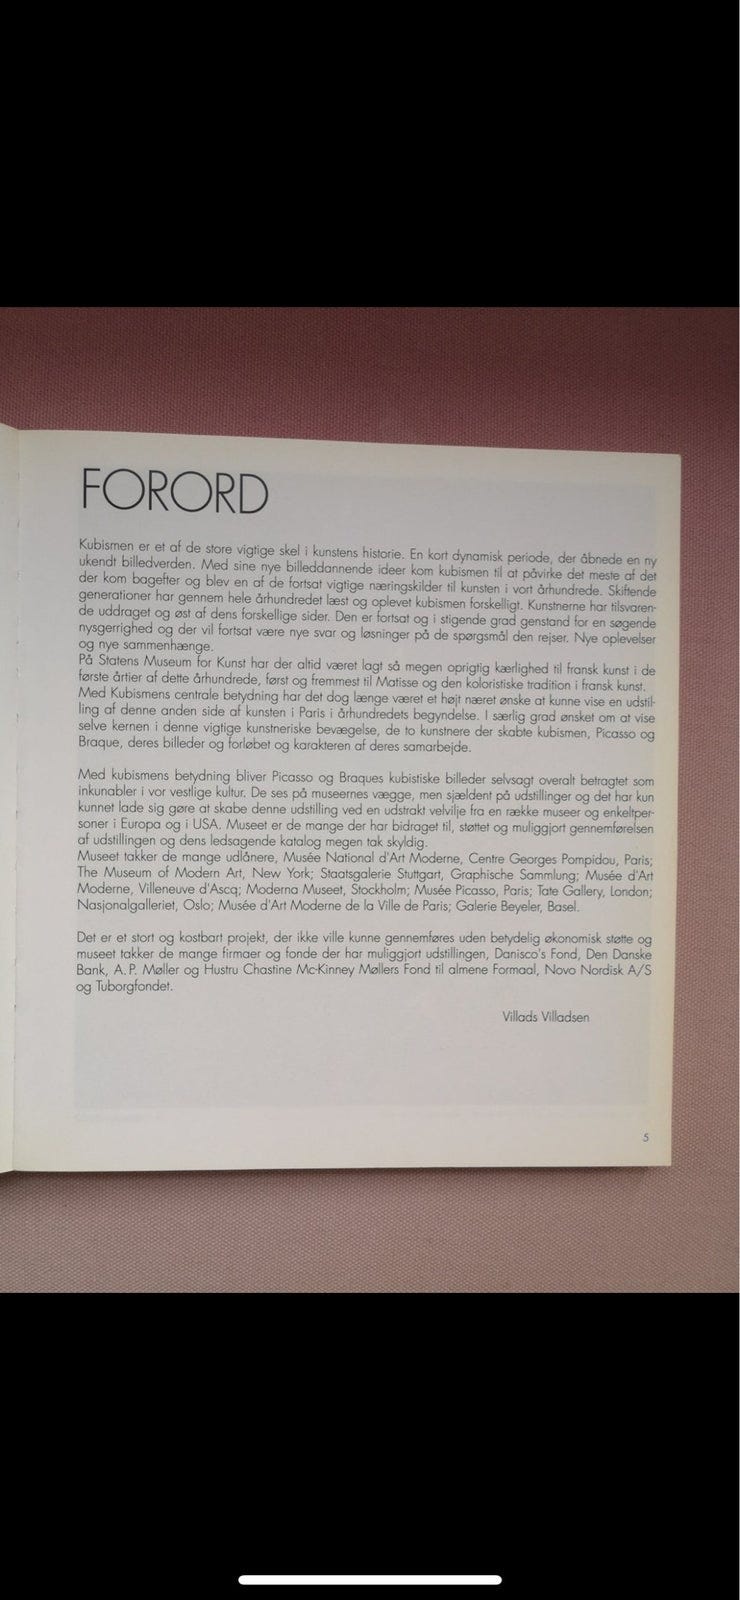 FORORD
Kubismen er et af de store vigtige skel i kunstens historie. En kort dynamisk periode, der åbnede en ny
ukendt billedverden. Med sine nye billeddannende ideer kom kubismen til at påvirke det meste af det
der kom bagefter og blev en af de fortsat vigtige næringskilder til kunsten i vort århundrede. Skiftende
generationer har gennem hele århundredet læst og oplevet kubismen forskelligt. Kunstnerne har tilsvaren-
de uddraget og øst af dens forskellige sider. Den er fortsat og i stigende grad genstand for en søgende
nysgerrighed og der vil fortsat være nye svar og løsninger på de spørgsmål den rejser. Nye oplevelser
og nye sammenhænge.
På Statens Museum for Kunst har der altid været lagt så megen oprigtig kærlighed til fransk kunst i de
første årtier af dette århundrede, først og fremmest til Matisse og den koloristiske tradition i fransk kunst.
Med Kubismens centrale betydning har det dog længe været et højt næret ønske at kunne vise en udstil-
ling af denne anden side af kunsten i Paris i århundredets begyndelse. I særlig grad ønsket om at vise
selve kernen i denne vigtige kunstneriske bevægelse, de to kunstnere der skabte kubismen, Picasso og
Braque, deres billeder og forløbet og karakteren af deres samarbejde.
Med kubismens betydning bliver Picasso og Braques kubistiske billeder selvsagt overalt betragtet som
inkunabler i vor vestlige kultur. De ses på museernes vægge, men sjældent på udstillinger og det har kun
kunnet lade sig gøre at skabe denne udstilling ved en udstrakt velvilje fra en række museer og enkeltper-
soner i Europa og i USA. Museet er de mange der har bidraget til, støttet og muliggjort gennemførelsen
af udstillingen og dens ledsagende katalog megen tak skyldig.
Museet takker de mange udlånere, Musée National d'Art Moderne, Centre Georges Pompidou, Paris;
The Museum of Modern Art, New York; Staatsgalerie Stuttgart, Graphische Sammlung; Musée d'Art
Moderne, Villeneuve d'Ascq; Moderna Museet, Stockholm; Musée Picasso, Paris; Tate Gallery, London;
Nasjonalgalleriet, Oslo; Musée d'Art Moderne de la Ville de Paris; Galerie Beyeler, Basel.
Det er et stort og kostbart projekt, der ikke ville kunne gennemføres uden betydelig økonomisk støtte og
museet takker de mange firmaer og fonde der har muliggjort udstillingen, Danisco's Fond, Den Danske
Bank, A. P. Møller og Hustru Chastine Mc-Kinney Møllers Fond til almene Formaal, Novo Nordisk A/S
og Tuborgfondet.
Villads Villadsen
5